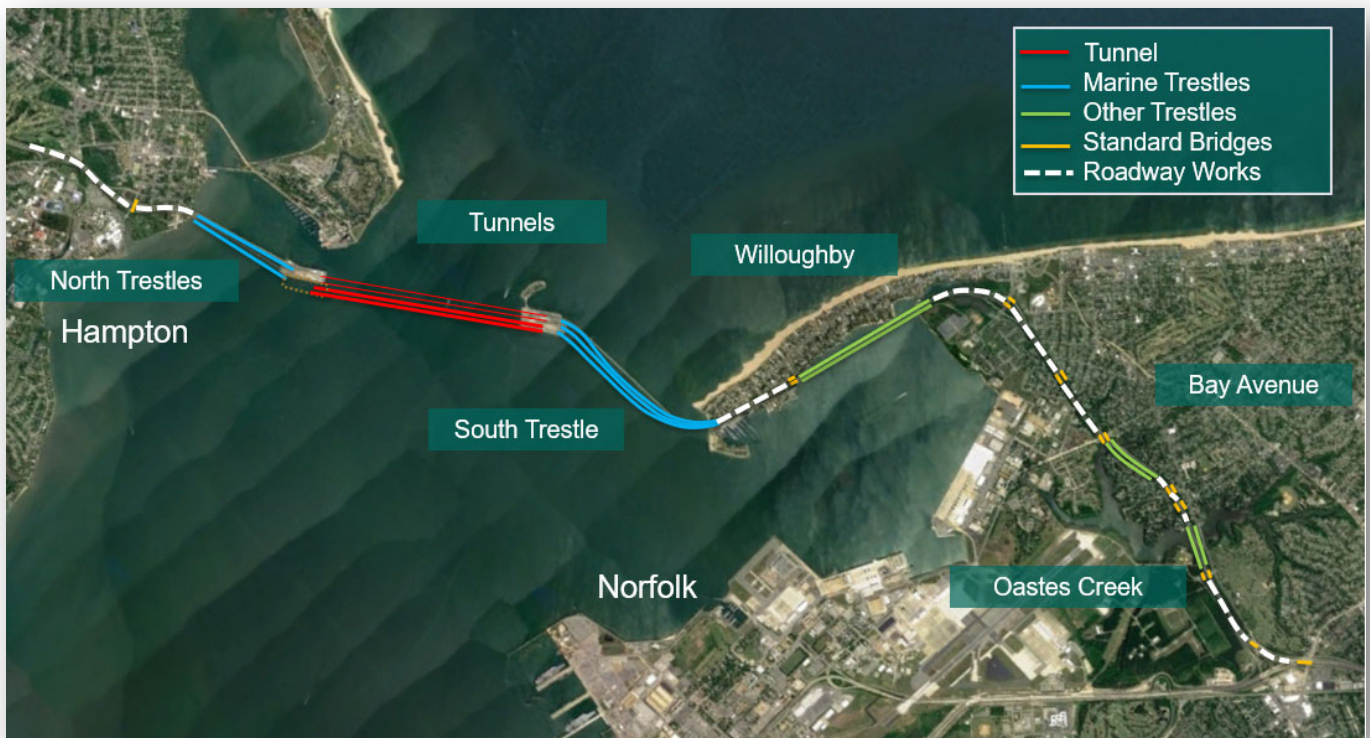 Tunnel
Marine Trestles
Other Trestles
Standard Bridges
Roadway Works
Tunnels
Willoughby
North Trestles
Hampton
Bay Avenue
South Trestle
Norfolk
Oastes Creek